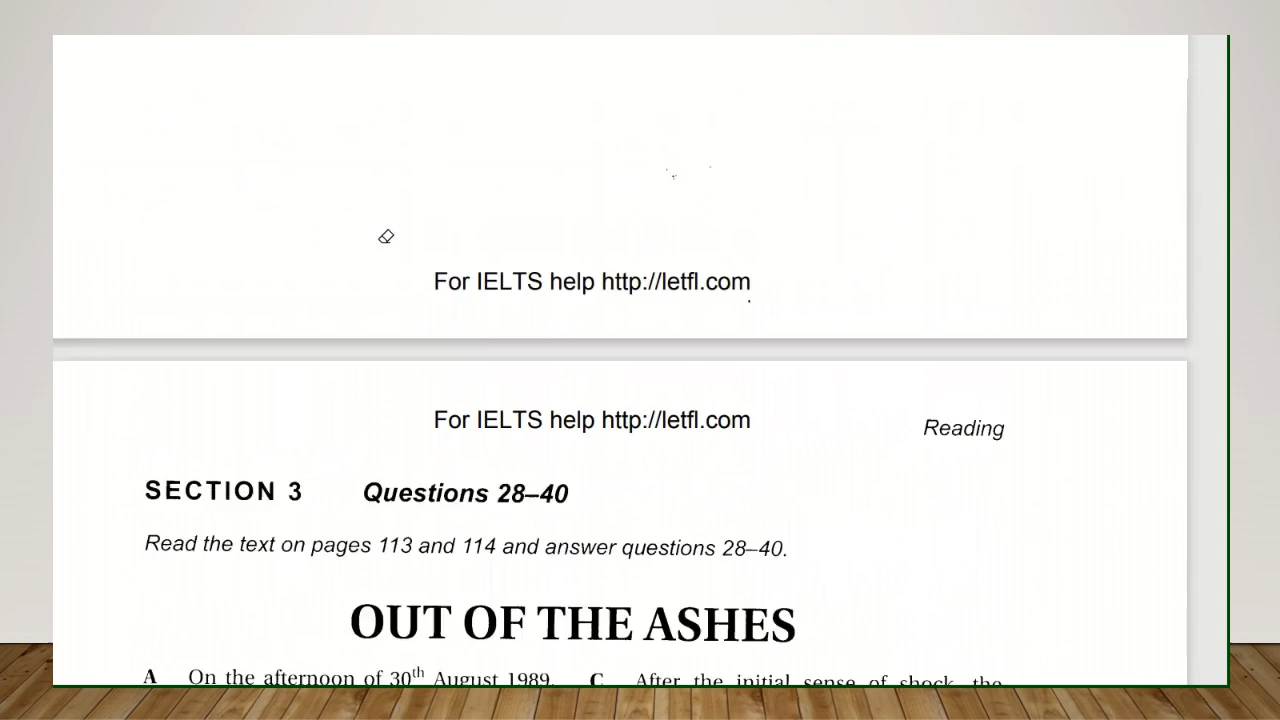 For IELTS help http://letfl.com
For IELTS help http://letfl.com
Reading
SECTION 3 Questions 28–40
Read the text on pages 113 and 114 and answer questions 28–40.
OUT OF THE ASHES
A On the afternoon of 30th August 1989,
C After the initial sense of shock, the